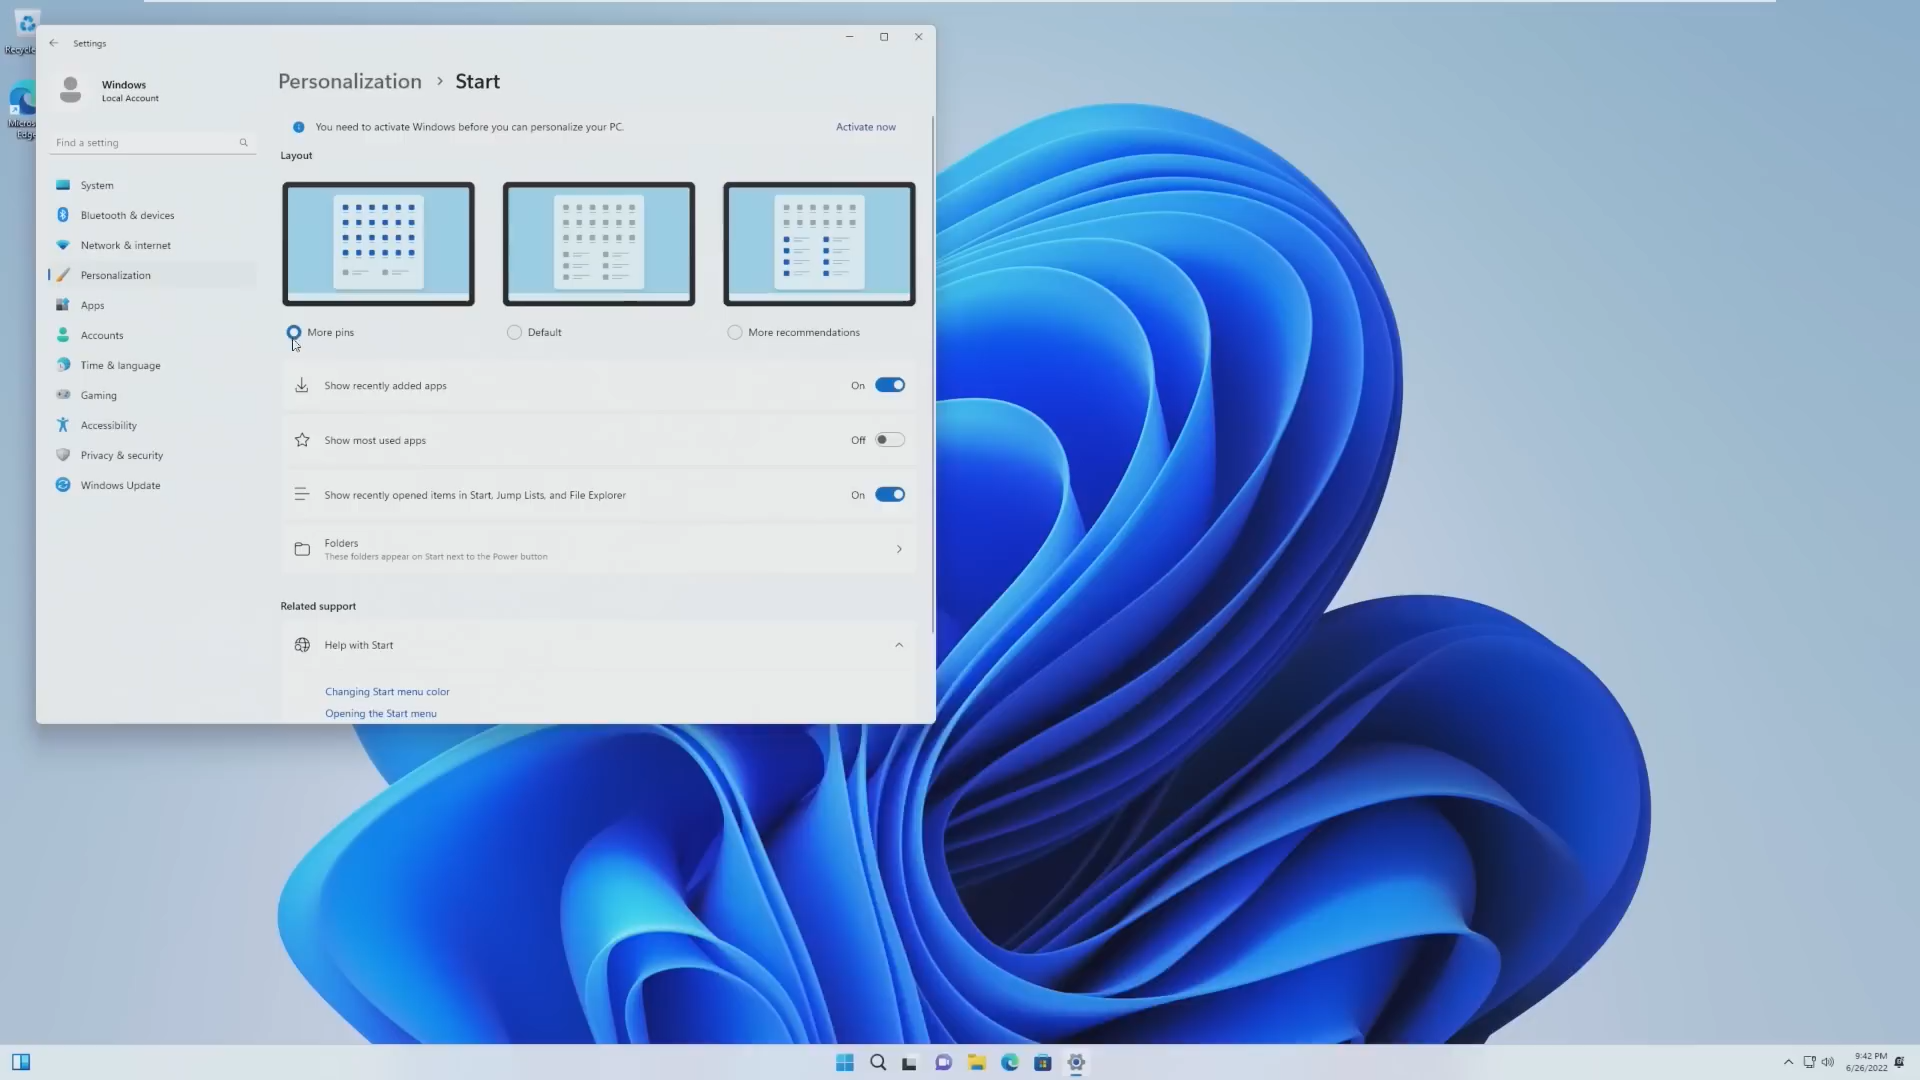 Recycle
Micros
Edge
Settings
Windows
Local Account
Find a setting
System
Bluetooth & devices
Network & internet
Personalization
Apps
Accounts
Time & language
Gaming
Accessibility
Privacy & security
Windows Update
Personalization > Start
You need to activate Windows before you can personalize your PC.
Activate now
Layout
More pins
Default
More recommendations
Show recently added apps
On
Show most used apps
Off
Show recently opened items in Start, Jump Lists, and File Explorer
On
Folders
These folders appear on Start next to the Power button
Related support
Help with Start
Changing Start menu color
Opening the Start menu
9:42 PM
6/26/2022